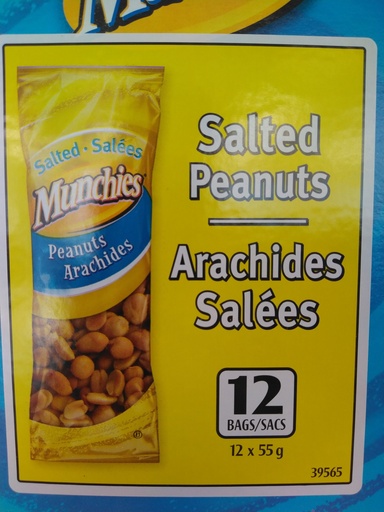 Salted · Salées
Munchies
Peanuts
Arachides
Salted
Peanuts
Arachides
Salées
12
BAGS/SACS
12 x 55 g
39565